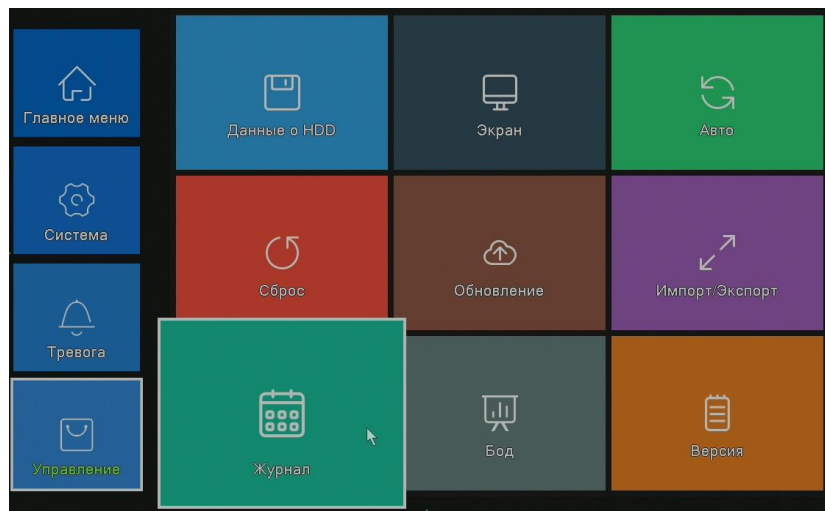 Главное меню
Данные о HDD
Экран
Авто
Система
Сброс
Обновление
Импорт/Экспорт
Тревога
Управление
Журнал
Бод
Версия